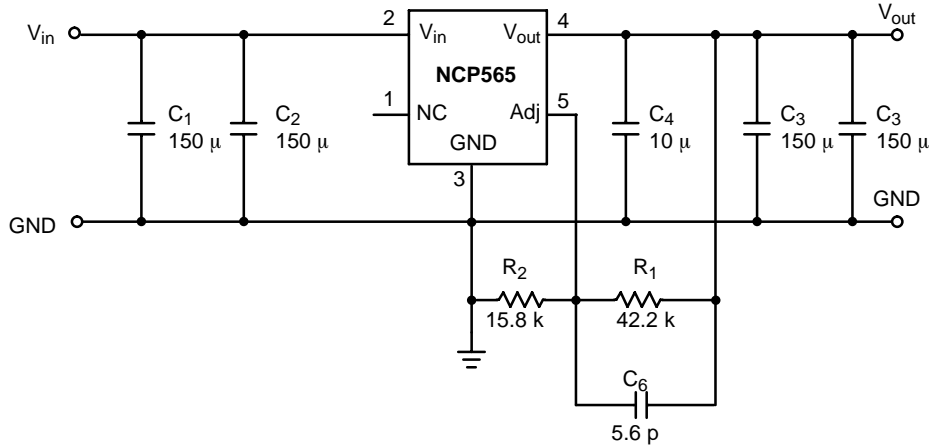 Vin
2
Vin
Vout
4
Vout
NCP565
1
NC
Adj
5
GND
3
C1
150 μ
C2
150 μ
C4
10 μ
C3
150 μ
C3
150 μ
GND
GND
R2
15.8 k
R1
42.2 k
C6
5.6 p